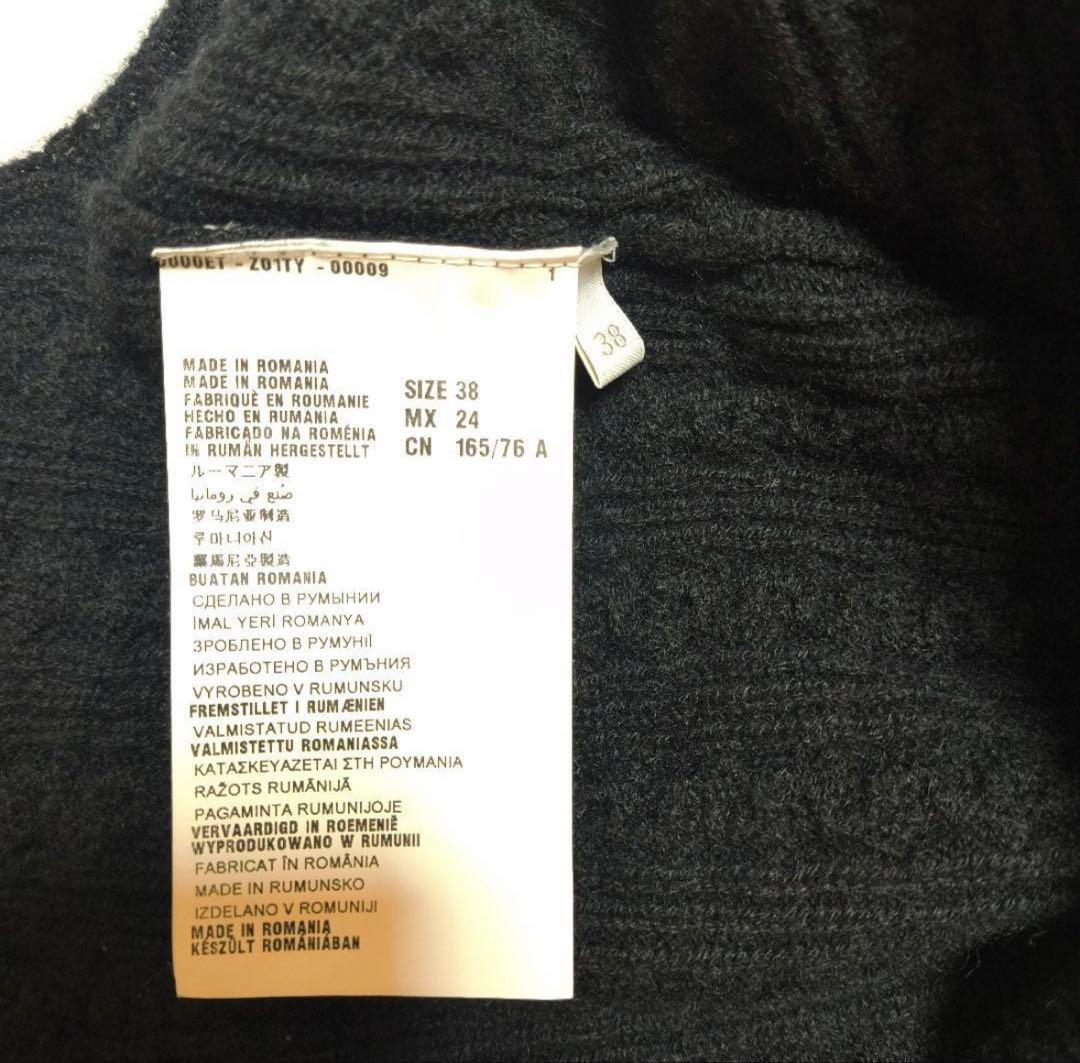 0000ET - Z01TY - 00009
1
38
MADE IN ROMANIA
MADE IN ROMANIA
FABRIQUÈ EN ROUMANIE
HECHO EN RUMANIA
FABRICADO NA ROMÉNIA
IN RUMÄN HERGESTELLT
SIZE 38
MX 24
CN 165/76 A
ルーマニア製
صُنع في رومانيا
罗马尼亚制造
루마니아산
羅馬尼亞製造
BUATAN ROMANIA
СДЕЛАНО В РУМЫНИИ
İMAL YERİ ROMANYA
ЗРОБЛЕНО В РУМУНІЇ
ИЗРАБОТЕНО В РУМЪНИЯ
VYROBENO V RUMUNSKU
FREMSTILLET I RUMÆNIEN
VALMISTATUD RUMEENIAS
VALMISTETTU ROMANIASSA
ΚΑΤΑΣΚΕΥΑΖΕΤΑΙ ΣΤΗ ΡΟΥΜΑΝΙΑ
RAŽOTS RUMĀNIJĀ
PAGAMINTA RUMUNIJOJE
VERVAARDIGD IN ROEMENIË
WYPRODUKOWANO W RUMUNII
FABRICAT ÎN ROMÂNIA
MADE IN RUMUNSKO
IZDELANO V ROMUNIJI
MADE IN ROMANIA
KÉSZÜLT ROMÁNIÁBAN